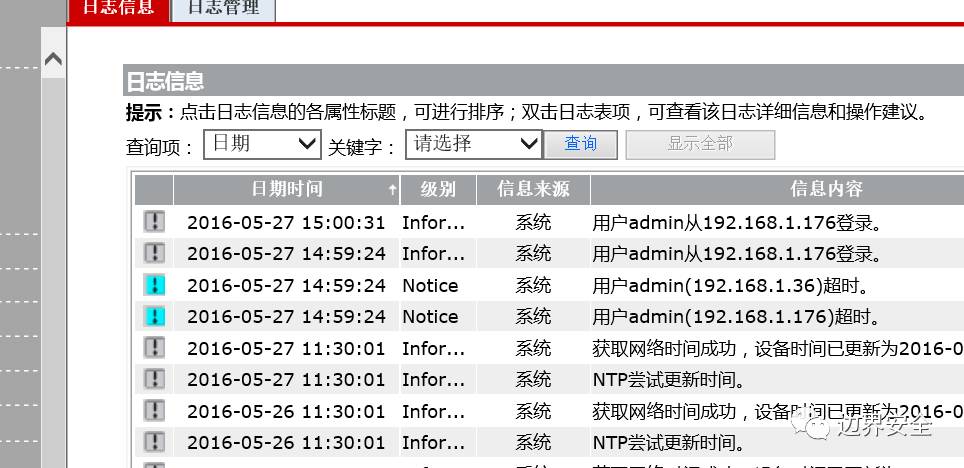 日志信息 日志管理
日志信息
提示：点击日志信息的各属性标题，可进行排序；双击日志表项，可查看该日志详细信息和操作建议。
查询项： 日期 关键字： 请选择 查询 显示全部
日期时间 级别 信息来源 信息内容
2016-05-27 15:00:31 Infor... 系统 用户admin从192.168.1.176登录。
2016-05-27 14:59:24 Infor... 系统 用户admin从192.168.1.176登录。
2016-05-27 14:59:24 Notice 系统 用户admin(192.168.1.36)超时。
2016-05-27 14:59:24 Notice 系统 用户admin(192.168.1.176)超时。
2016-05-27 11:30:01 Infor... 系统 获取网络时间成功，设备时间已更新为2016-0
2016-05-27 11:30:01 Infor... 系统 NTP尝试更新时间。
2016-05-26 11:30:01 Infor... 系统 获取网络时间成功，设备时间已更新为2016-0
2016-05-26 11:30:01 Infor... 系统 NTP尝试更新时间。
边界安全